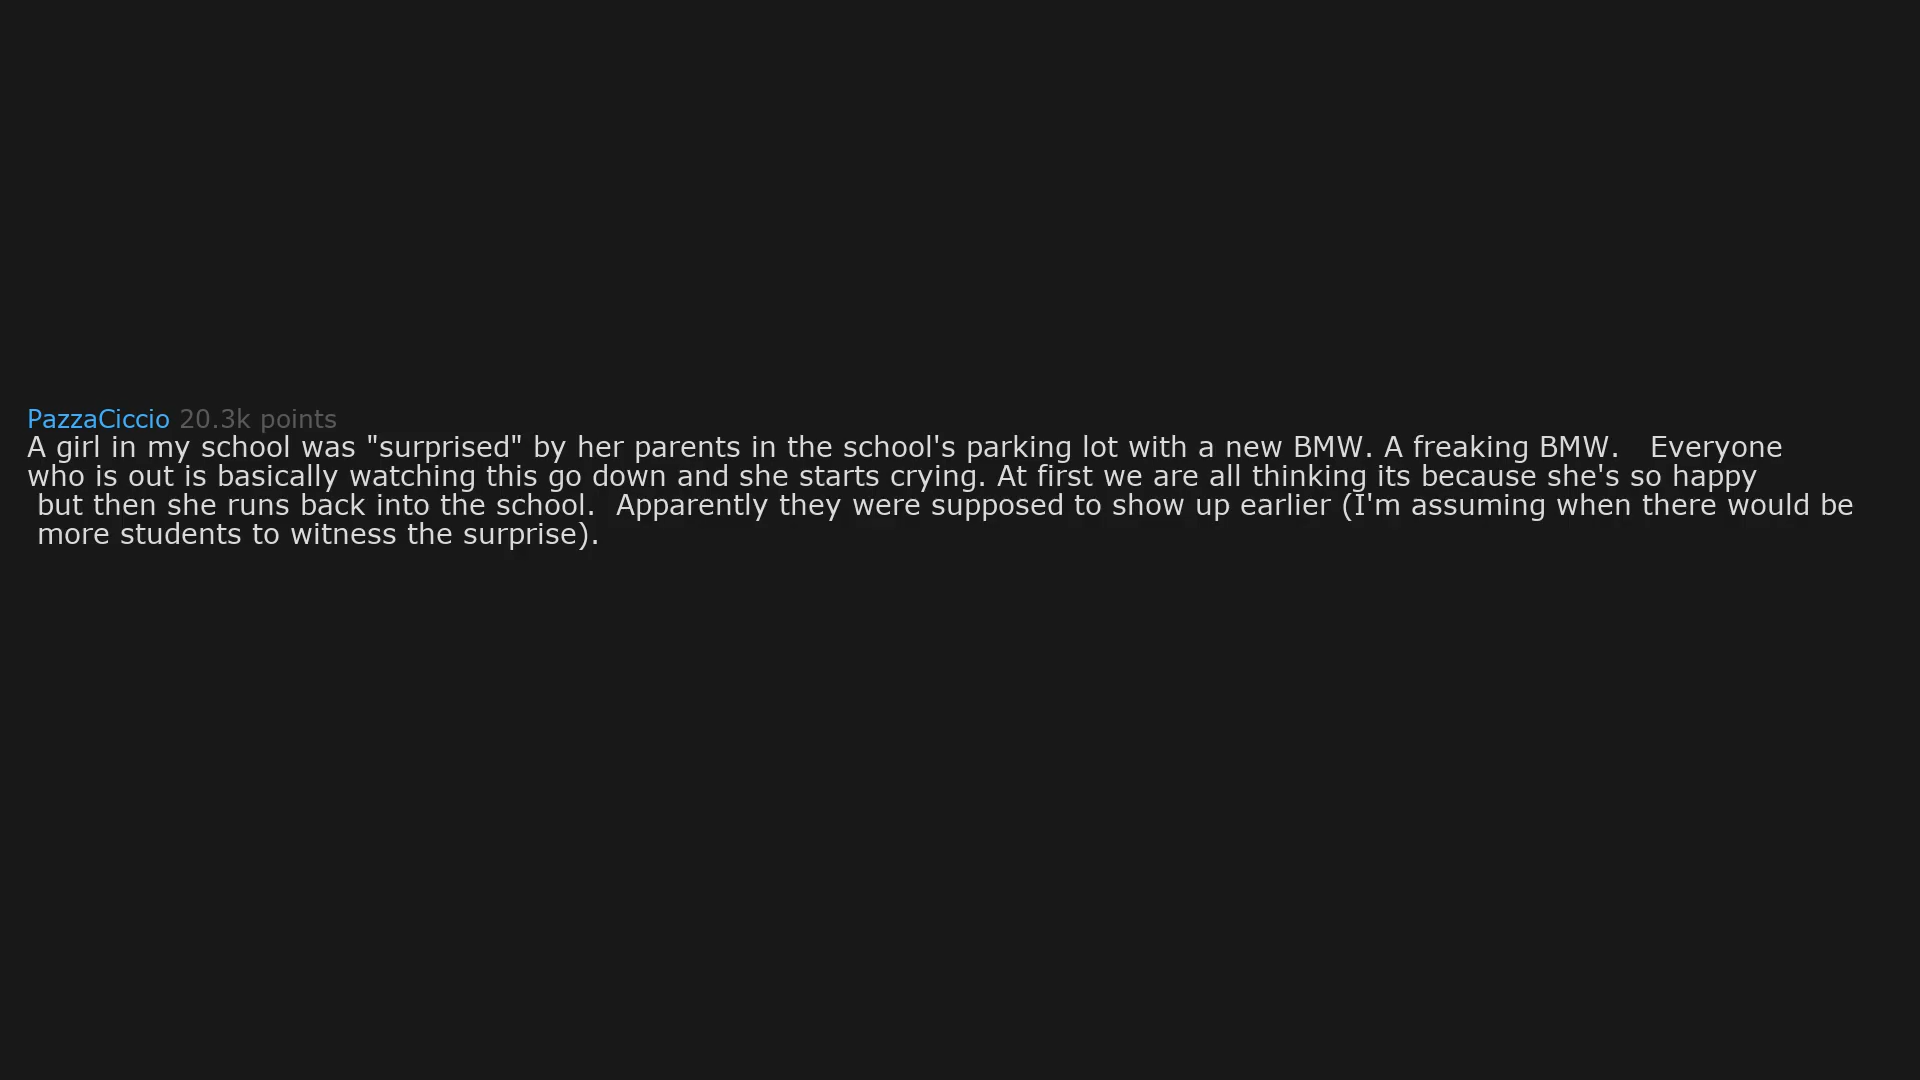 PazzaCiccio 20.3k points
A girl in my school was "surprised" by her parents in the school's parking lot with a new BMW. A freaking BMW.   Everyone
who is out is basically watching this go down and she starts crying. At first we are all thinking its because she's so happy
but then she runs back into the school.  Apparently they were supposed to show up earlier (I'm assuming when there would be
more students to witness the surprise).